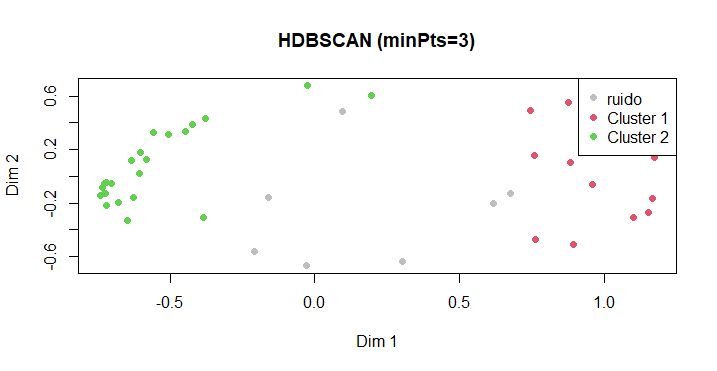 HDBSCAN (minPts=3)
ruido
Cluster 1
Cluster 2
Dim 2
0.6
0.2
-0.2
-0.6
-0.5
0.0
0.5
1.0
Dim 1